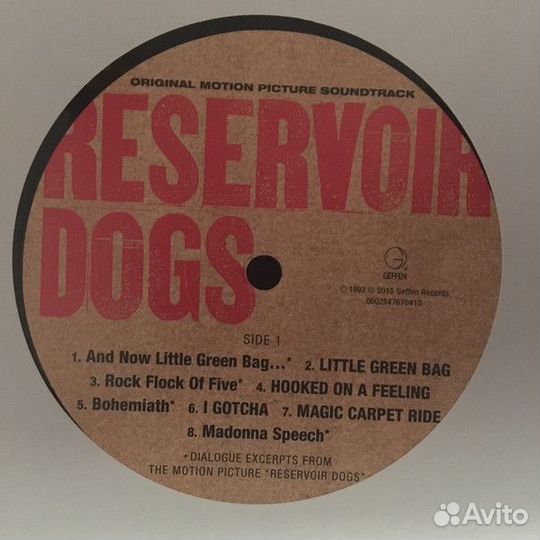 ORIGINAL MOTION PICTURE SOUNDTRACK
RESERVOIR
DOGS
GEFFEN
℗ 1992 © 2015 Geffen Records
0602547670410
SIDE 1
1. And Now Little Green Bag...* 2. LITTLE GREEN BAG
3. Rock Flock Of Five* 4. HOOKED ON A FEELING
5. Bohemiath* 6. I GOTCHA 7. MAGIC CARPET RIDE
8. Madonna Speech*
*DIALOGUE EXCERPTS FROM
THE MOTION PICTURE "RESERVOIR DOGS"
Avito